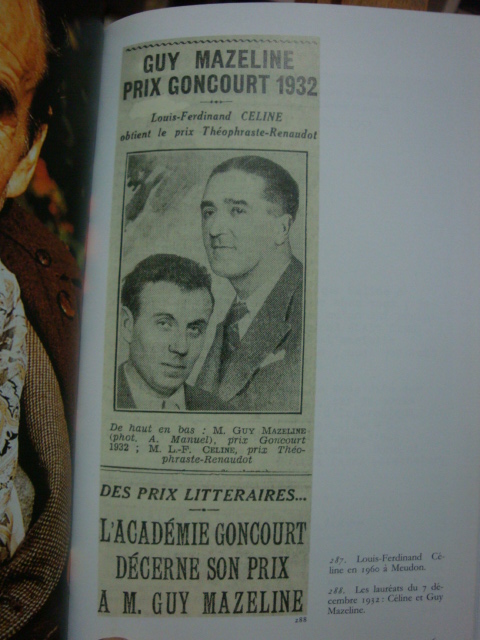 GUY MAZELINE
PRIX GONCOURT 1932
Louis-Ferdinand CELINE
obtient le prix Théophraste-Renaudot
De haut en bas : M. GUY MAZELINE
(phot. A. Manuel), prix Goncourt
1932 ; M. L.-F. CELINE, prix Théo-
phraste-Renaudot
DES PRIX LITTERAIRES...
L'ACADÉMIE GONCOURT
DÉCERNE SON PRIX
A M. GUY MAZELINE
288
287. Louis-Ferdinand Cé-
line en 1960 à Meudon.
288. Les lauréats du 7 dé-
cembre 1932 : Céline et Guy
Mazeline.